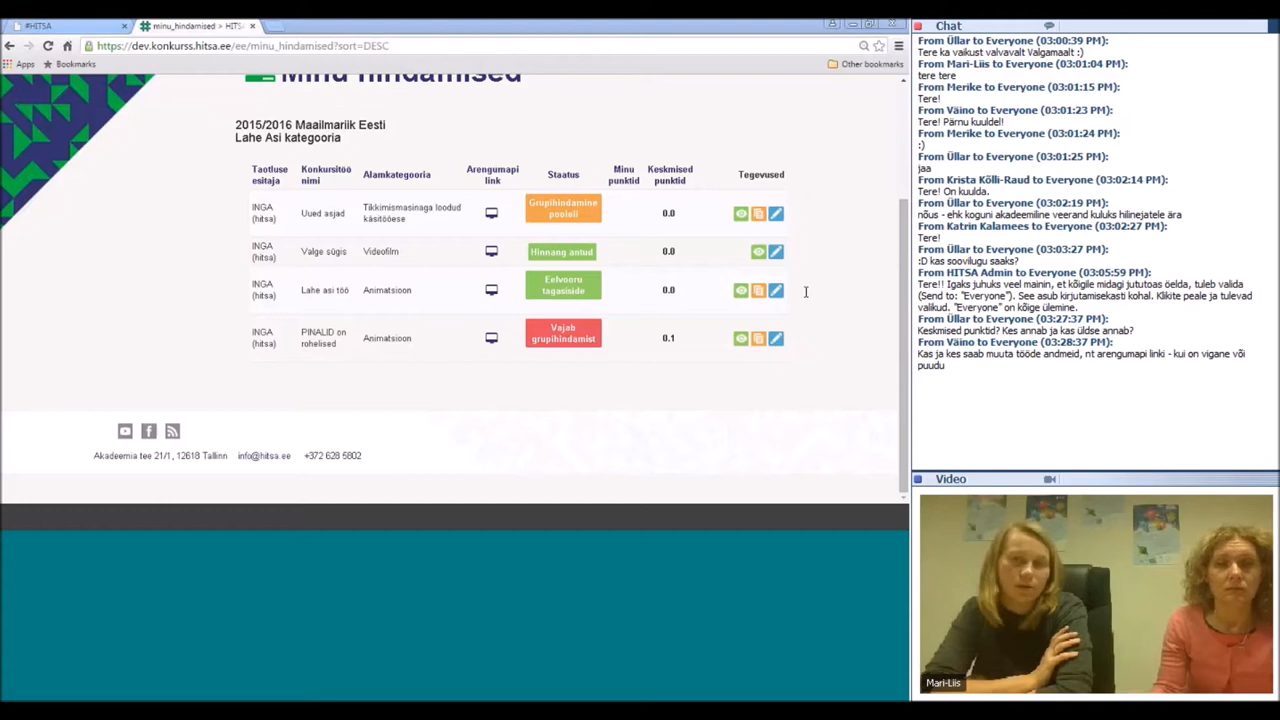 #HITSA
minu_hindamised > HITS
https://dev.konkurss.hitsa.ee/ee/minu_hindamised?sort=DESC
Apps
Bookmarks
Other bookmarks
Minu hindamised
2015/2016 Maailmariik Eesti
Lahe Asi kategooria
Taotluse esitaja
Konkursitöö nimi
Alamkategooria
Arengumapi link
Staatus
Minu punktid
Keskmised punktid
Tegevused
INGA (hitsa)
Uued asjad
Tikkimismasinaga loodud käsitööese
Grupihindamine pooleli
0.0
INGA (hitsa)
Valge sügis
Videofilm
Hinnang antud
0.0
INGA (hitsa)
Lahe asi töö
Animatsioon
Eelvooru tagasiside
0.0
INGA (hitsa)
PINALID on rohelised
Animatsioon
Vajab grupihindamist
0.1
Akadeemia tee 21/1, 12618 Tallinn info@hitsa.ee +372 628 5802
Chat
From Üllar to Everyone (03:00:39 PM):
Tere ka vaikust valvavalt Valgamaalt :)
From Mari-Liis to Everyone (03:01:04 PM):
tere tere
From Merike to Everyone (03:01:15 PM):
Tere!
From Väino to Everyone (03:01:23 PM):
Tere! Pärnu kuuldel!
From Merike to Everyone (03:01:24 PM):
:)
From Üllar to Everyone (03:01:25 PM):
jaa
From Krista Kõlli-Raud to Everyone (03:02:14 PM):
Tere! On kuulda.
From Üllar to Everyone (03:02:19 PM):
nõus - ehk koguni akadeemiline veerand kuluks hilinejatele ära
From Katrin Kalamees to Everyone (03:02:27 PM):
Tere!
From Üllar to Everyone (03:03:27 PM):
:D kas soovilugu saaks?
From HITSA Admin to Everyone (03:05:59 PM):
Tere!! Igaks juhuks veel mainin, et kõigile midagi jututoas öelda, tuleb valida
(Send to: "Everyone"). See asub kirjutamisekasti kohal. Klikite peale ja tulevad
valikud. "Everyone" on kõige ülemine.
From Üllar to Everyone (03:27:37 PM):
Keskmised punktid? Kes annab ja kas üldse annab?
From Väino to Everyone (03:28:37 PM):
Kas ja kes saab muuta tööde andmeid, nt arengumapi linki - kui on vigane või
puudu
Video
Mari-Liis